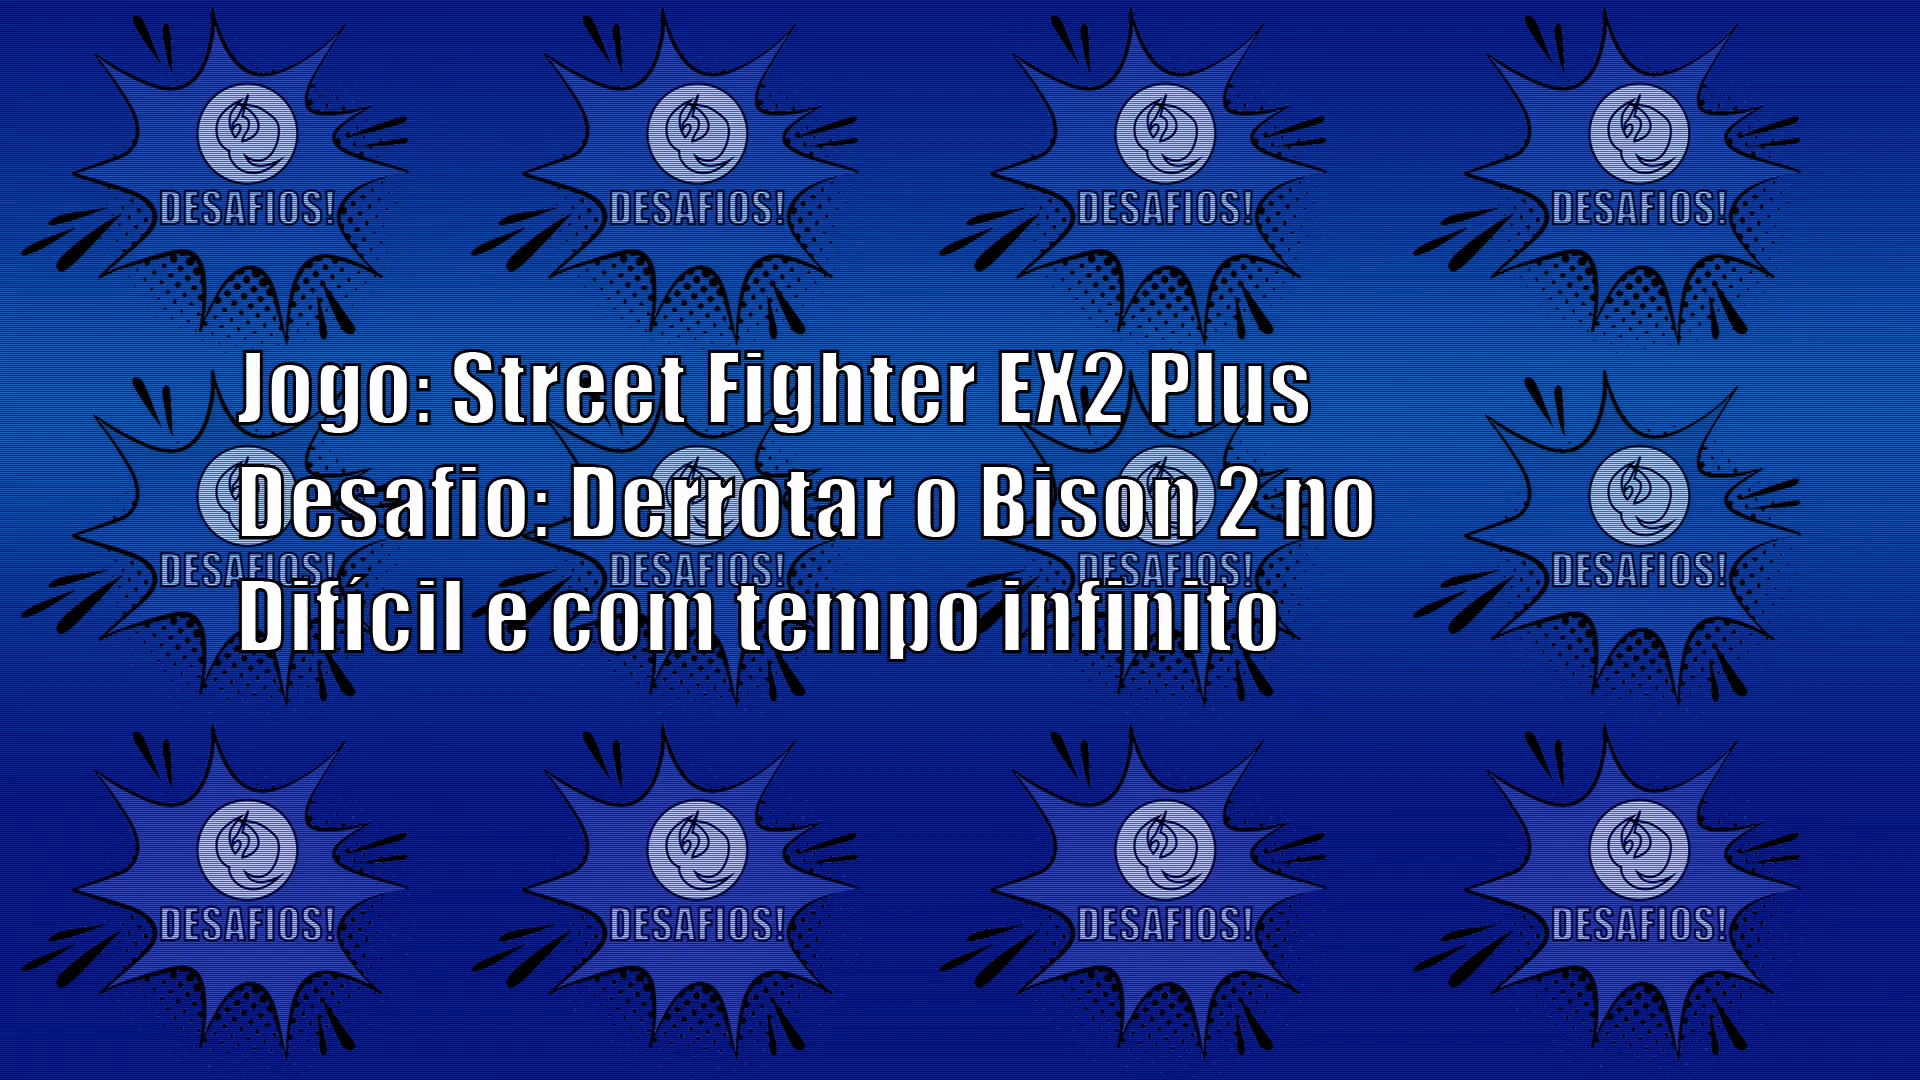 DESAFIOS! DESAFIOS! DESAFIOS! DESAFIOS!
Jogo: Street Fighter EX2 Plus
Desafio: Derrotar o Bison 2 no
DESAFIOS! DESAFIOS! DESAFIOS! DESAFIOS!
Difícil e com tempo infinito
DESAFIOS! DESAFIOS! DESAFIOS! DESAFIOS!